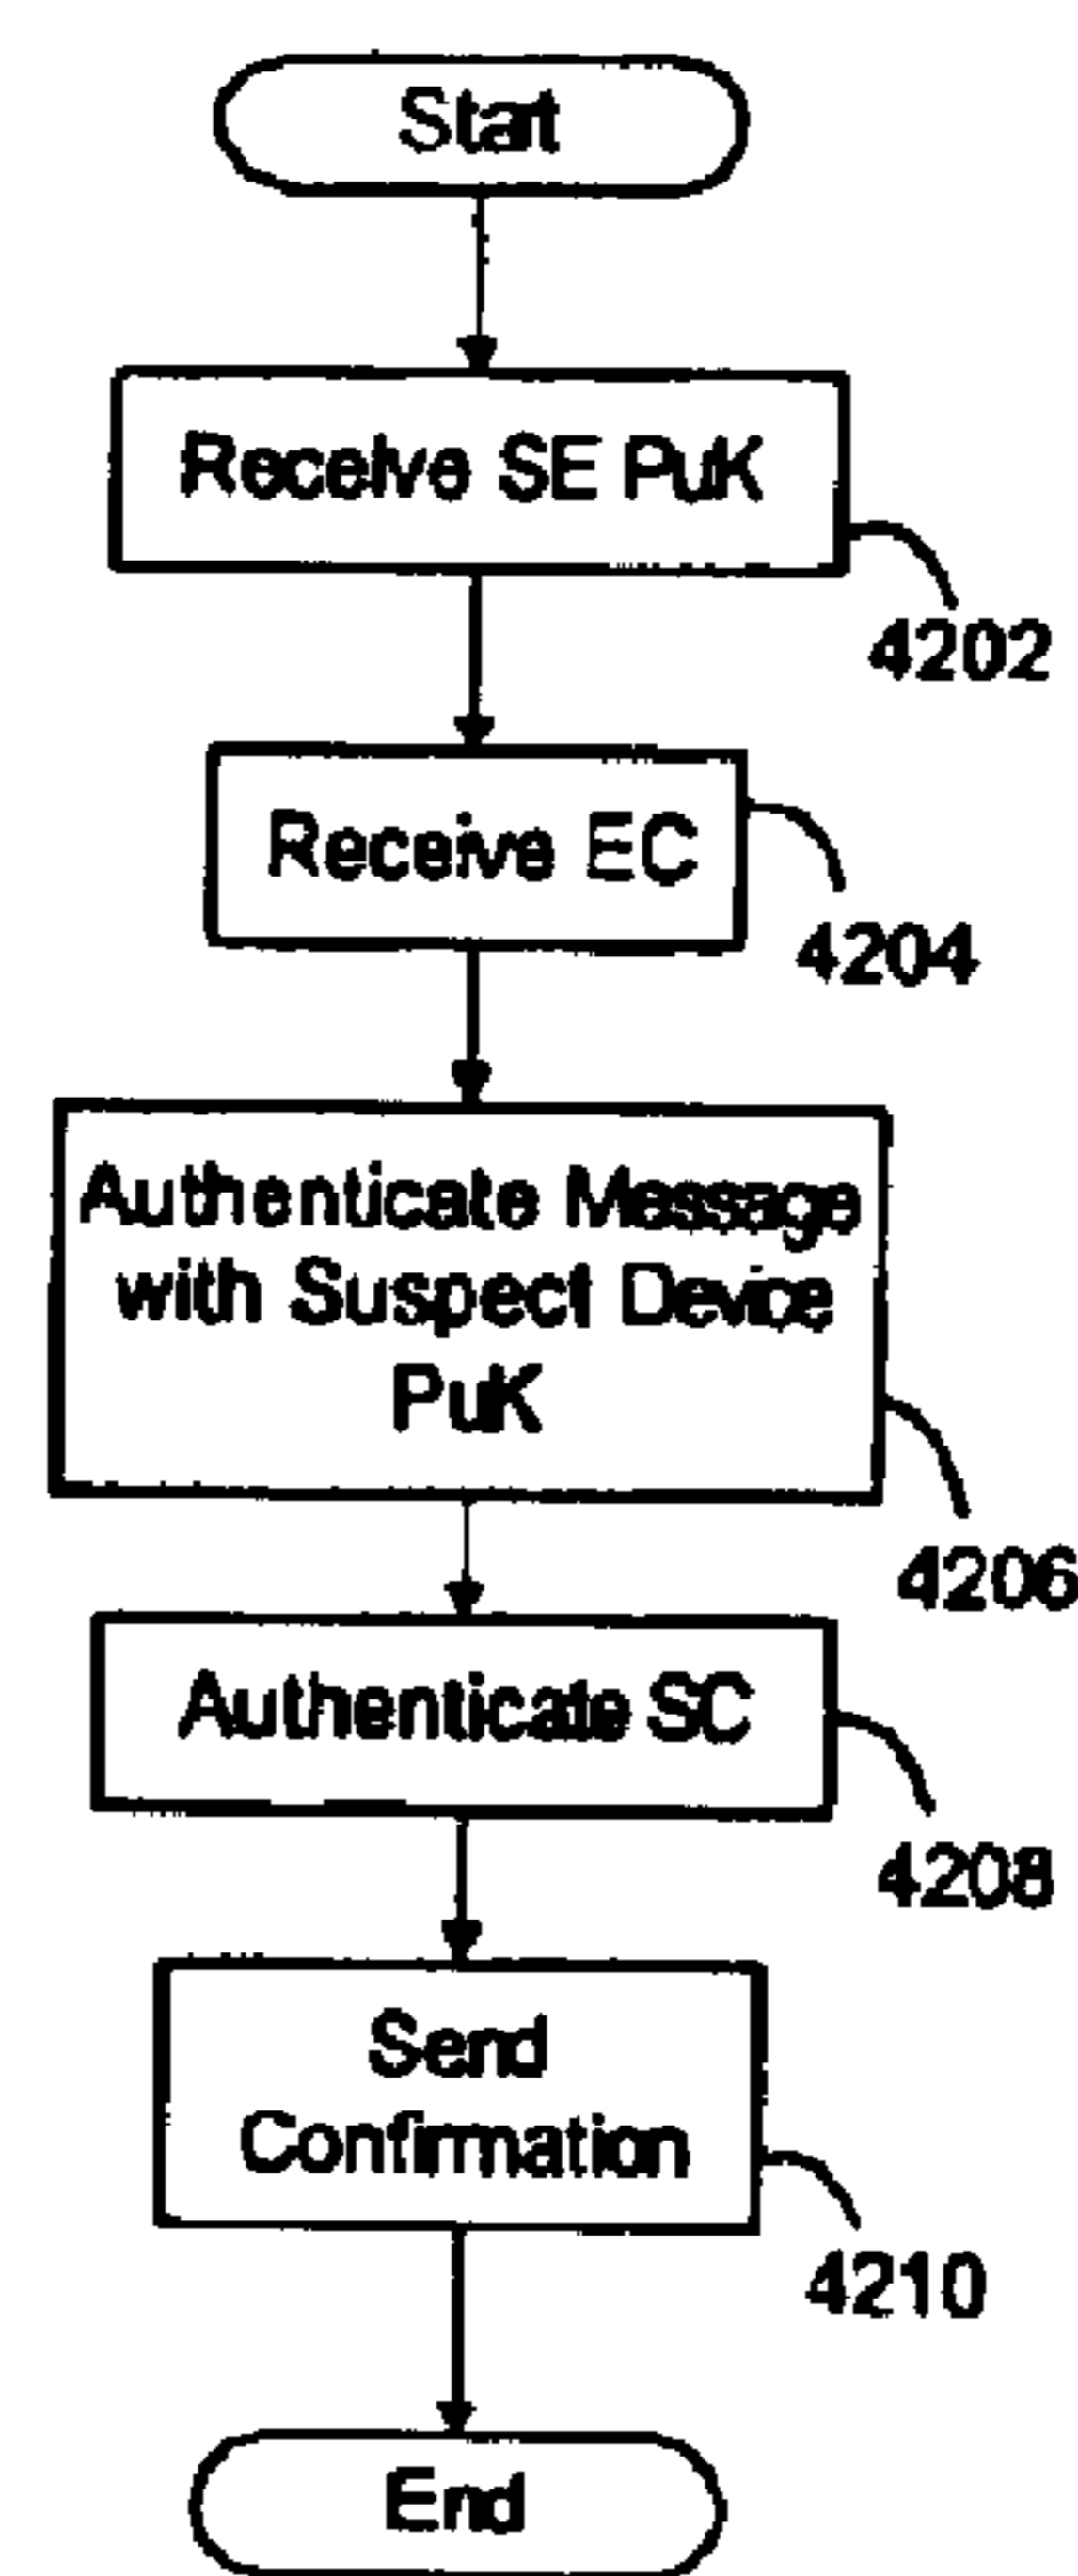 Start
Receive SE PuK
4202
Receive EC
4204
Authenticate Message
with Suspect Device
PuK
4206
Authenticate SC
4208
Send
Confirmation
4210
End